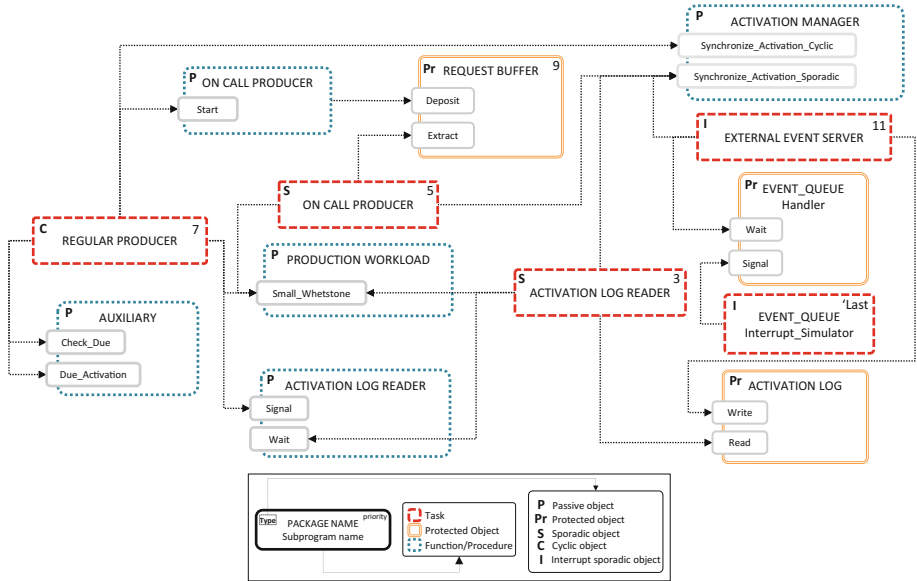 P
ACTIVATION MANAGER
Synchronize_Activation_Cyclic
Synchronize_Activation_Sporadic
P
ON CALL PRODUCER
Start
Pr REQUEST BUFFER 9
Deposit
Extract
I
11
EXTERNAL EVENT SERVER
S
5
ON CALL PRODUCER
Pr
EVENT_QUEUE
Handler
Wait
Signal
C
7
REGULAR PRODUCER
P
PRODUCTION WORKLOAD
Small_Whetstone
S
3
ACTIVATION LOG READER
I
'Last
EVENT_QUEUE
Interrupt_Simulator
P
AUXILIARY
Check_Due
Due_Activation
P
ACTIVATION LOG READER
Signal
Wait
Pr
ACTIVATION LOG
Write
Read
Type
priority
PACKAGE NAME
Subprogram name
Task
Protected Object
Function/Procedure
P Passive object
Pr Protected object
S Sporadic object
C Cyclic object
I Interrupt sporadic object